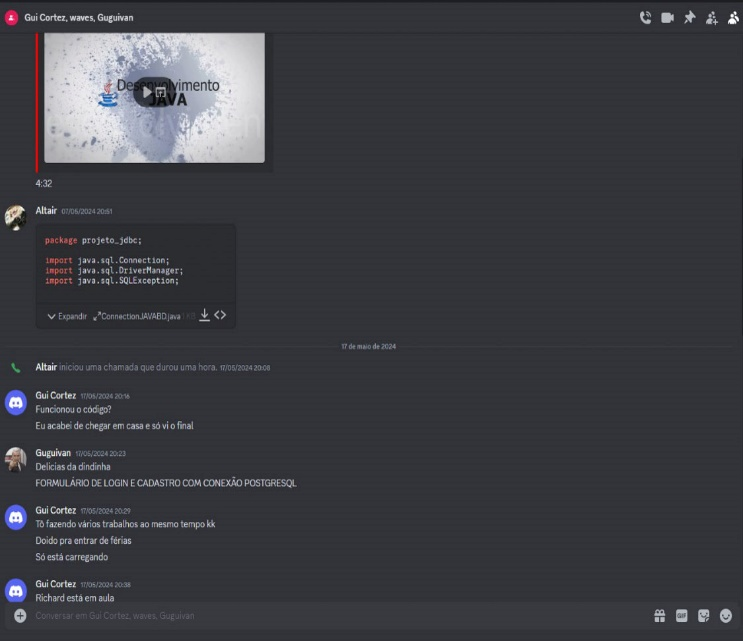 Gui Cortez, waves, Guguivan
Desenvolvimento
JAVA
4:32
Altair 07/05/2024 20:51
package projeto_jdbc;
import java.sql.Connection;
import java.sql.DriverManager;
import java.sql.SQLException;
Expandir ConnectionJAVABD.java
17 de maio de 2024
Altair iniciou uma chamada que durou uma hora. 17/05/2024 20:08
Gui Cortez 17/05/2024 20:16
Funcionou o código?
Eu acabei de chegar em casa e só vi o final
Guguivan 17/05/2024 20:23
Delicias da dindinha
FORMULÁRIO DE LOGIN E CADASTRO COM CONEXÃO POSTGRESQL
Gui Cortez 17/05/2024 20:29
Tô fazendo vários trabalhos ao mesmo tempo kk
Doido pra entrar de férias
Só está carregando
Gui Cortez 17/05/2024 20:38
Richard está em aula
Conversar em Gui Cortez, waves, Guguivan
GIF